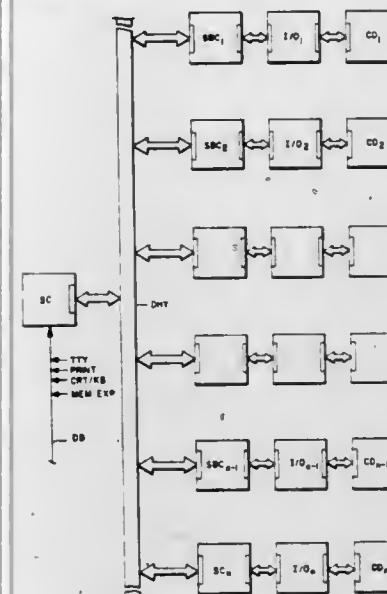 SBC₁ I/O₁ CD₁
SBC₂ I/O₂ CD₂
SC
DHT
TTY
PRINT
CRT/KB
MEM EXP
DB
SBCₙ₋₁ I/Oₙ₋₁ CDₙ₋₁
SCₙ I/Oₙ CDₙ